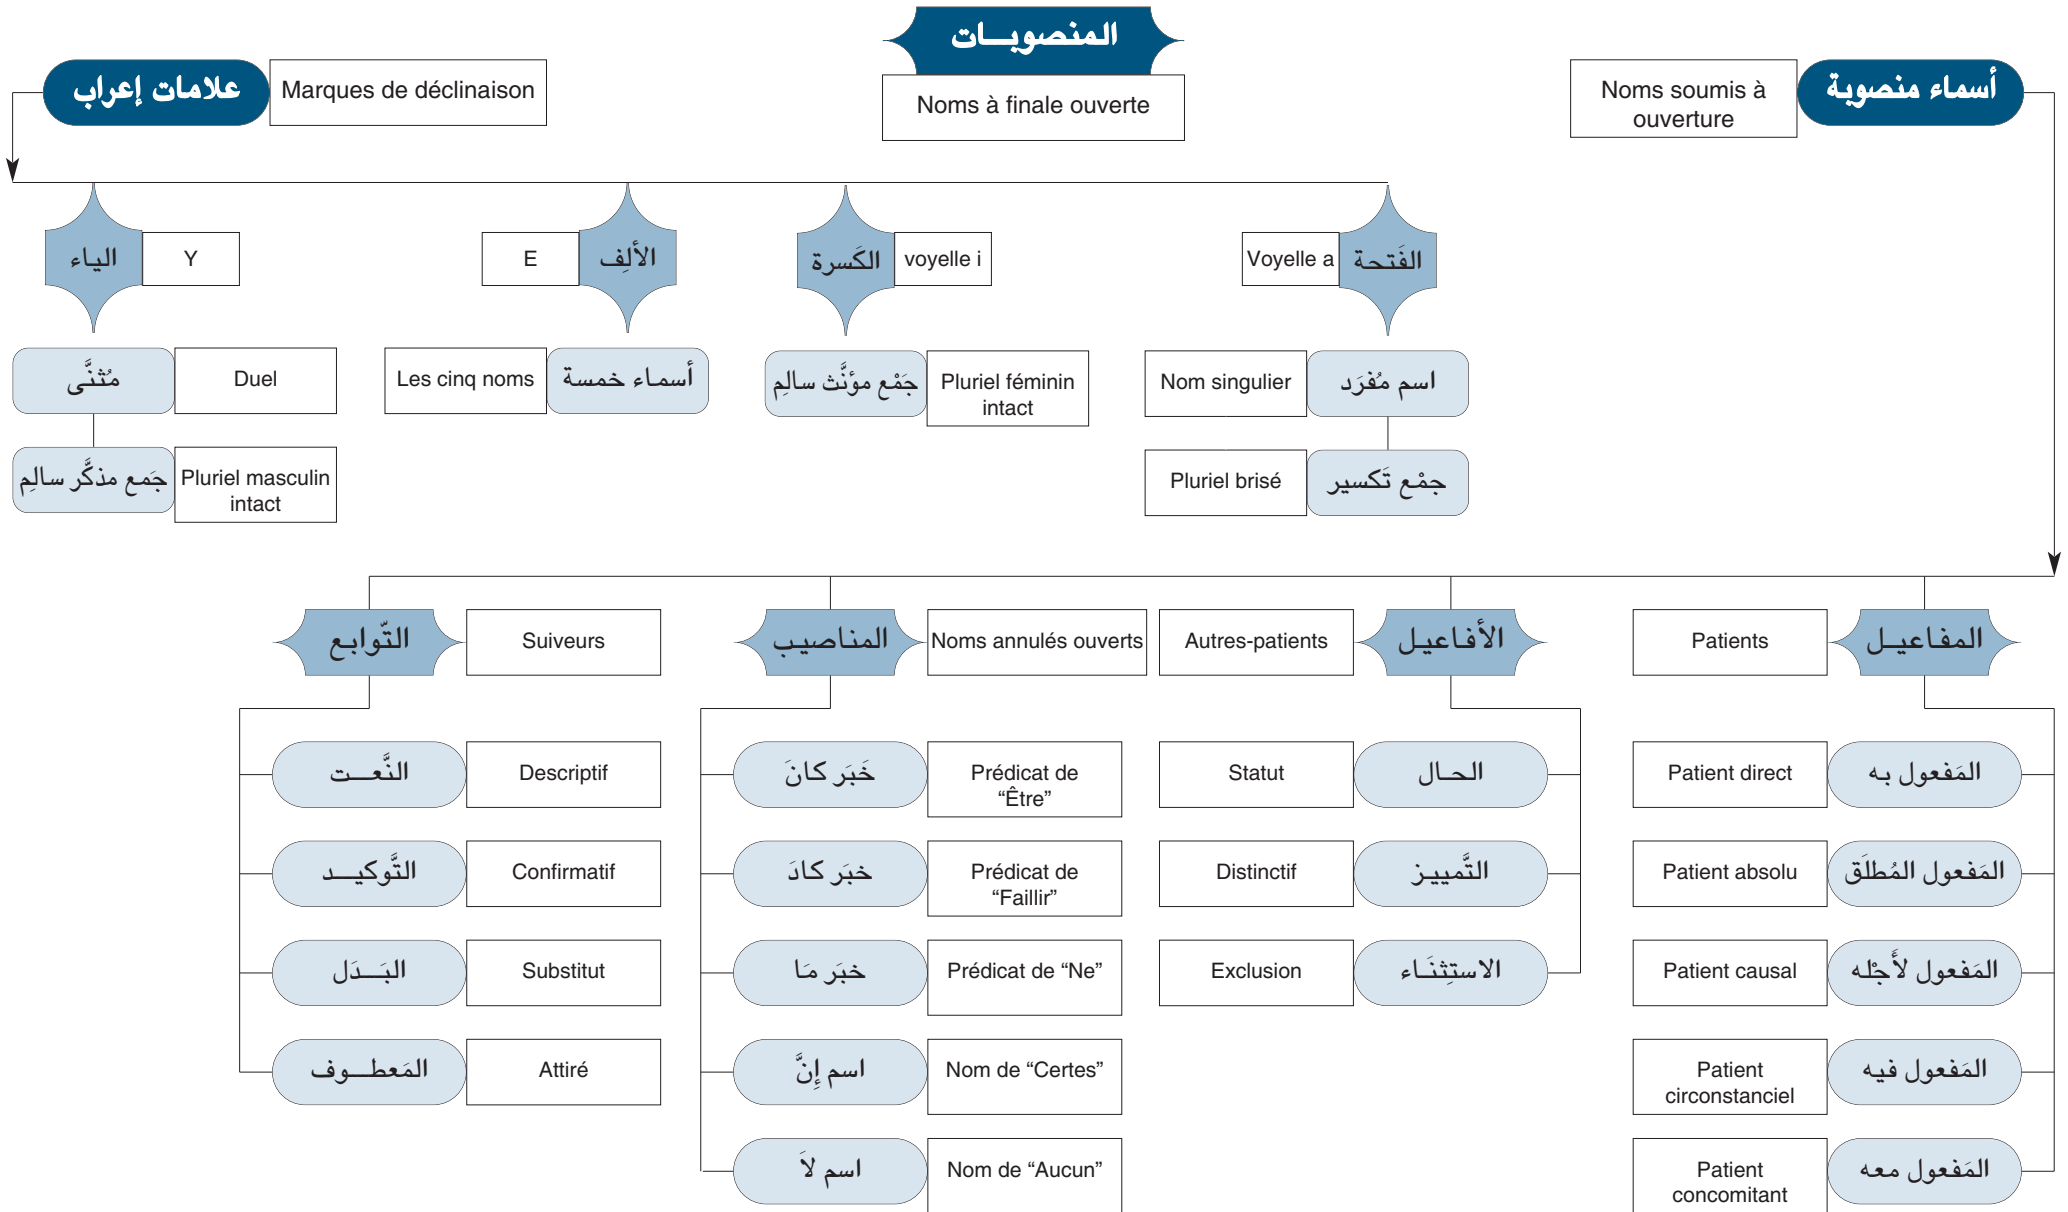 المنصوبات
Noms à finale ouverte
علامات إعراب
Marques de déclinaison
Noms soumis à
ouverture
أسماء منصوبة
الياء
Y
E
الألِف
الكَسرة
voyelle i
Voyelle a
الفَتحة
مُثنَّى
Duel
Les cinq noms
أسماء خمسة
جَمْع مؤنَّث سالِم
Pluriel féminin
intact
Nom singulier
اسم مُفرَد
جَمع مذكَّر سالِم
Pluriel masculin
intact
Pluriel brisé
جمْع تَكسير
التّوابع
Suiveurs
المناصيب
Noms annulés ouverts
Autres-patients
الأفاعيل
Patients
المفاعيل
النَّعت
Descriptif
خَبَر كانَ
Prédicat de
“Être”
Statut
الحال
Patient direct
المَفعول به
التَّوكيد
Confirmatif
خبَر كادَ
Prédicat de
“Faillir”
Distinctif
التَّمييز
Patient absolu
المَفعول المُطلَق
البَدَل
Substitut
خبَر مَا
Prédicat de “Ne”
Exclusion
الاستِثنَاء
Patient causal
المَفعول لأَجْله
المَعطوف
Attiré
اسم إِنَّ
Nom de “Certes”
Patient
circonstanciel
المَفعول فيه
اسم لاَ
Nom de “Aucun”
Patient
concomitant
المَفعول معه